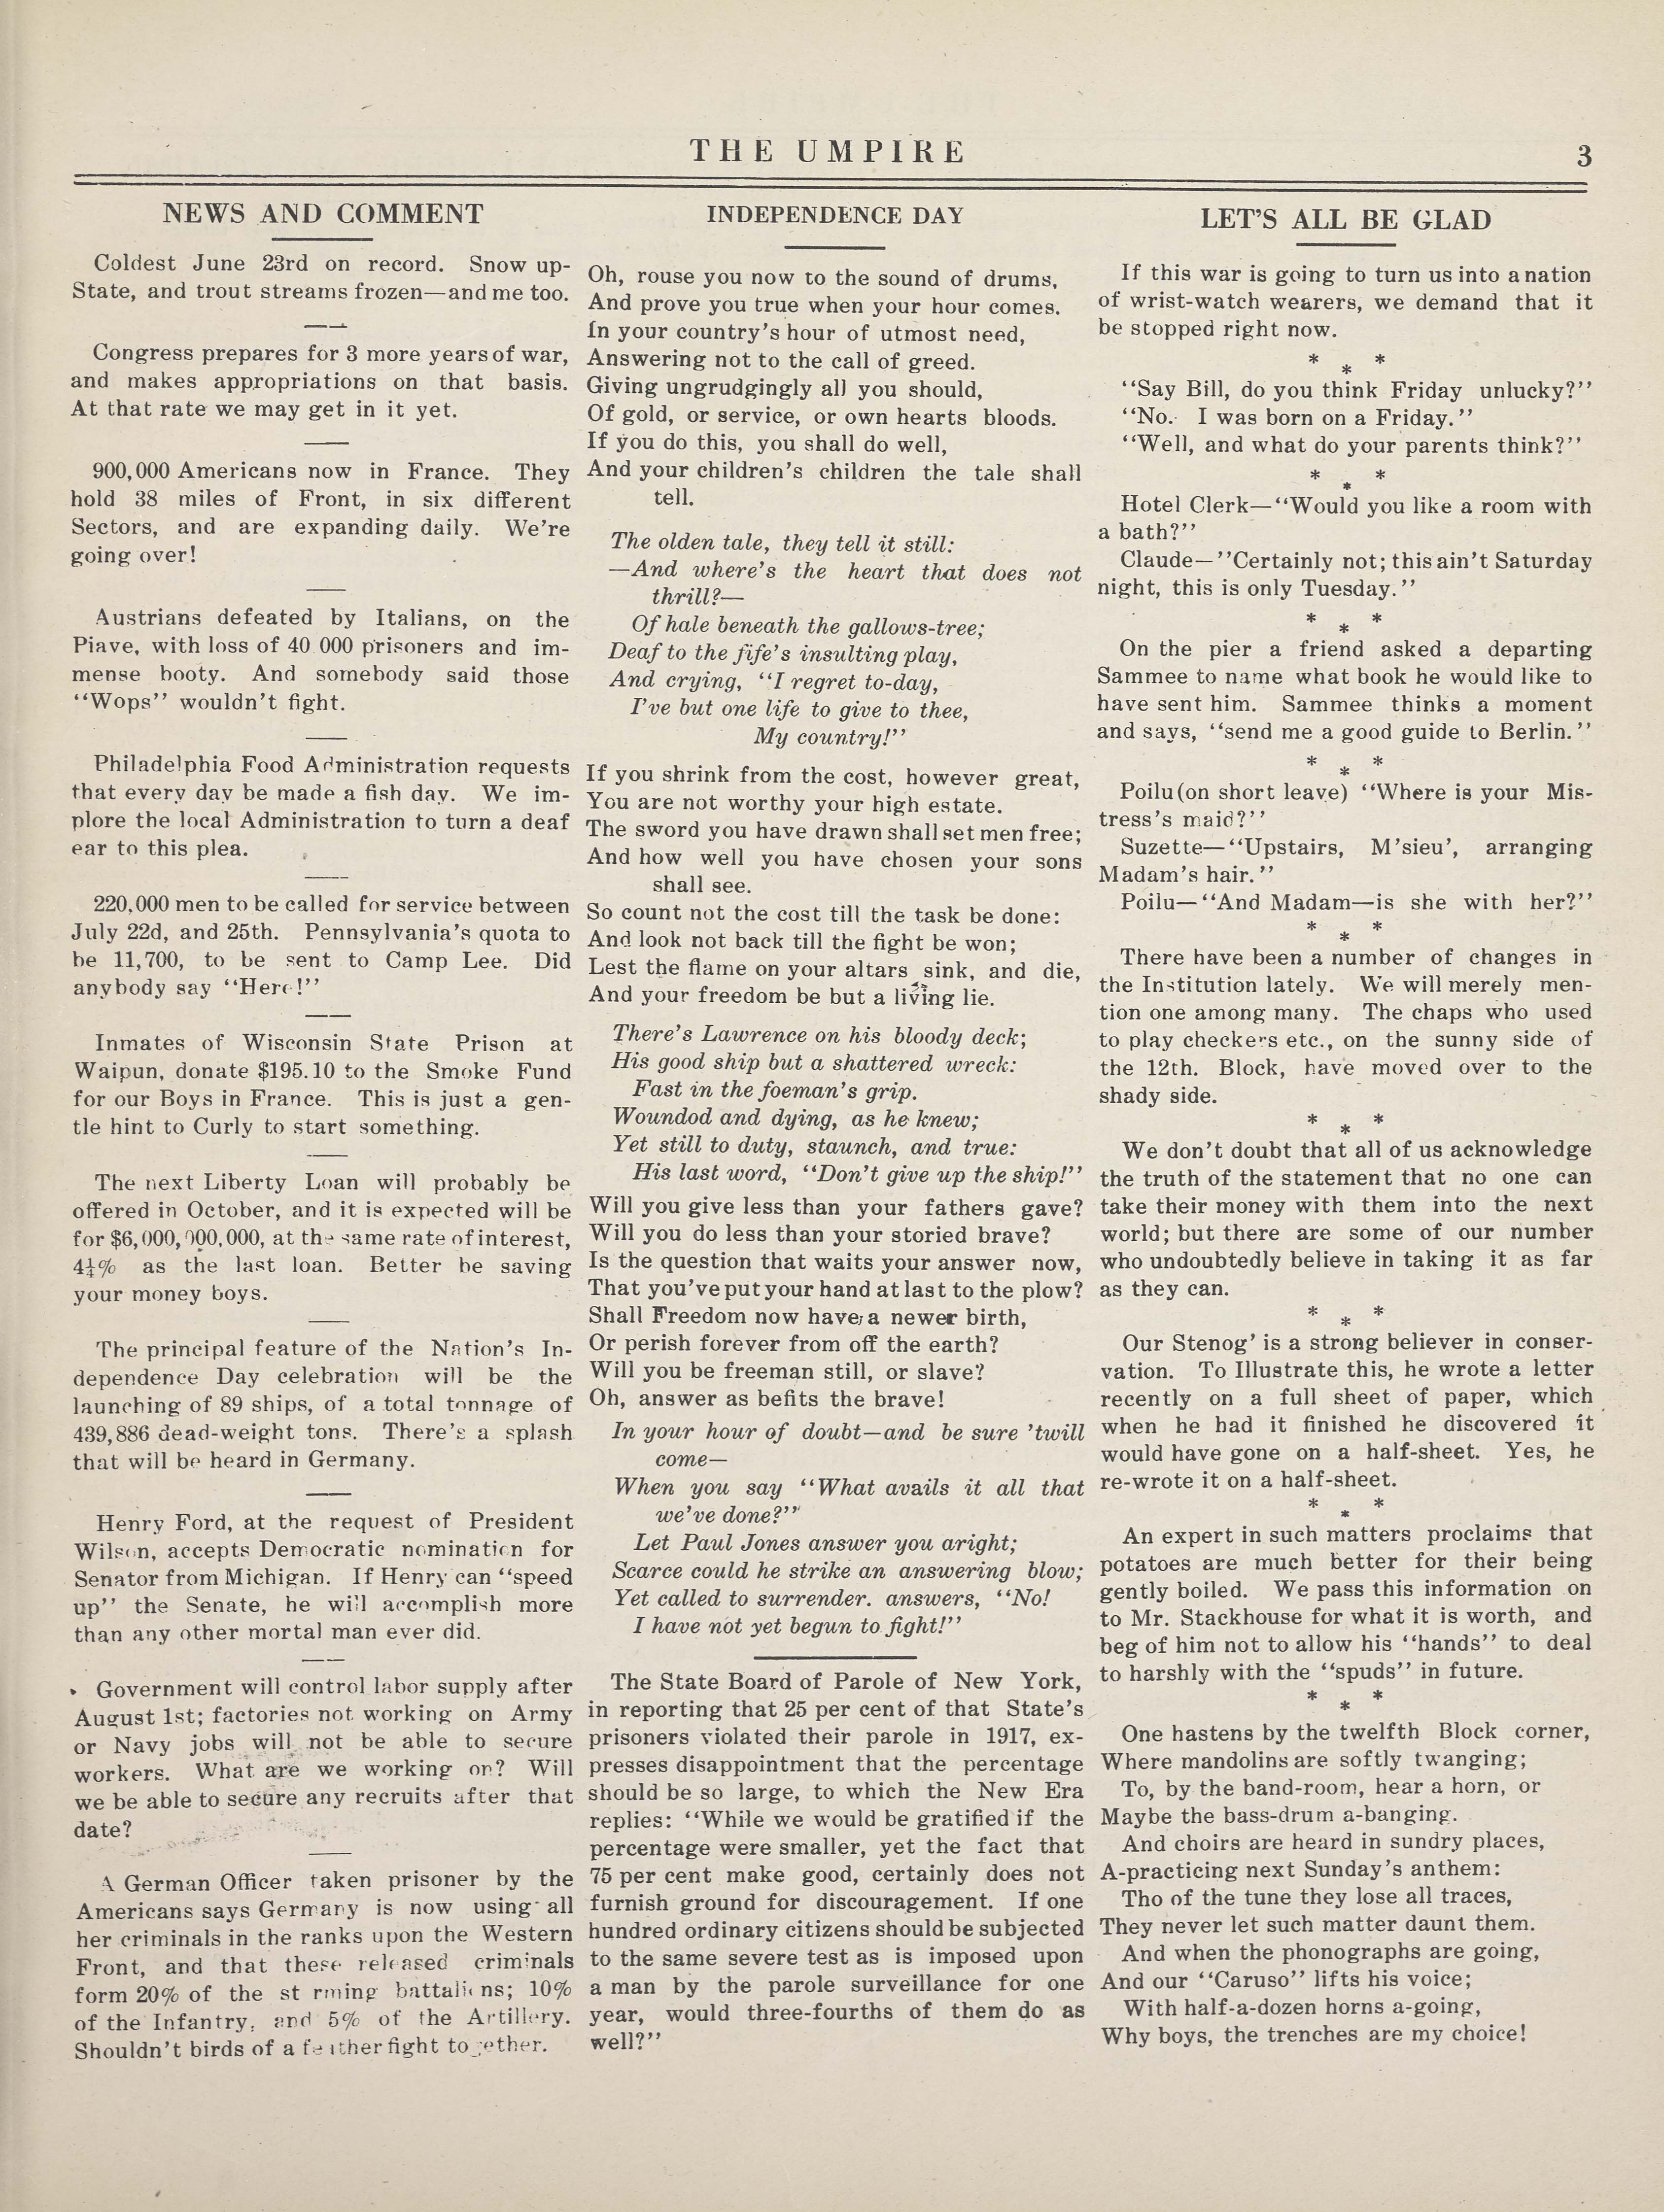 THE UMPIRE
3
NEWS AND COMMENT
Coldest June 23rd on record. Snow up-
State, and trout streams frozen—and me too.
Congress prepares for 3 more years of war,
and makes appropriations on that basis.
At that rate we may get in it yet.
900,000 Americans now in France. They
hold 38 miles of Front, in six different
Sectors, and are expanding daily. We're
going over!
Austrians defeated by Italians, on the
Piave, with loss of 40 000 prisoners and im-
mense booty. And somebody said those
"Wops" wouldn't fight.
Philadelphia Food Administration requests
that every day be made a fish day. We im-
plore the local Administration to turn a deaf
ear to this plea.
220,000 men to be called for service between
July 22d, and 25th. Pennsylvania's quota to
be 11,700, to be sent to Camp Lee. Did
anybody say "Here!"
Inmates of Wisconsin State Prison at
Waipun, donate $195.10 to the Smoke Fund
for our Boys in France. This is just a gen-
tle hint to Curly to start something.
The next Liberty Loan will probably be
offered in October, and it is expected will be
for $6,000,000,000, at the same rate of interest,
4¼% as the last loan. Better be saving
your money boys.
The principal feature of the Nation's In-
dependence Day celebration will be the
launching of 89 ships, of a total tonnage of
439,886 dead-weight tons. There's a splash
that will be heard in Germany.
Henry Ford, at the request of President
Wilson, accepts Democratic nomination for
Senator from Michigan. If Henry can "speed
up" the Senate, he will accomplish more
than any other mortal man ever did.
Government will control labor supply after
August 1st; factories not working on Army
or Navy jobs will not be able to secure
workers. What are we working on? Will
we be able to secure any recruits after that
date?
A German Officer taken prisoner by the
Americans says Germany is now using all
her criminals in the ranks upon the Western
Front, and that these released criminals
form 20% of the st rming battalions; 10%
of the Infantry, and 5% of the Artillery.
Shouldn't birds of a feather fight together.
INDEPENDENCE DAY
Oh, rouse you now to the sound of drums,
And prove you true when your hour comes.
In your country's hour of utmost need,
Answering not to the call of greed.
Giving ungrudgingly all you should,
Of gold, or service, or own hearts bloods.
If you do this, you shall do well,
And your children's children the tale shall
tell.
The olden tale, they tell it still:
—And where's the heart that does not
thrill?—
Of hale beneath the gallows-tree;
Deaf to the fife's insulting play,
And crying, "I regret to-day,
I've but one life to give to thee,
My country!"
If you shrink from the cost, however great,
You are not worthy your high estate.
The sword you have drawn shall set men free;
And how well you have chosen your sons
shall see.
So count not the cost till the task be done:
And look not back till the fight be won;
Lest the flame on your altars sink, and die,
And your freedom be but a living lie.
There's Lawrence on his bloody deck;
His good ship but a shattered wreck:
Fast in the foeman's grip.
Woundod and dying, as he knew;
Yet still to duty, staunch, and true:
His last word, "Don't give up the ship!"
Will you give less than your fathers gave?
Will you do less than your storied brave?
Is the question that waits your answer now,
That you've put your hand at last to the plow?
Shall Freedom now have a newer birth,
Or perish forever from off the earth?
Will you be freeman still, or slave?
Oh, answer as befits the brave!
In your hour of doubt—and be sure 'twill
come—
When you say "What avails it all that
we've done?"
Let Paul Jones answer you aright;
Scarce could he strike an answering blow;
Yet called to surrender. answers, "No!
I have not yet begun to fight!"
The State Board of Parole of New York,
in reporting that 25 per cent of that State's
prisoners violated their parole in 1917, ex-
presses disappointment that the percentage
should be so large, to which the New Era
replies: "While we would be gratified if the
percentage were smaller, yet the fact that
75 per cent make good, certainly does not
furnish ground for discouragement. If one
hundred ordinary citizens should be subjected
to the same severe test as is imposed upon
a man by the parole surveillance for one
year, would three-fourths of them do as
well?"
LET'S ALL BE GLAD
If this war is going to turn us into a nation
of wrist-watch wearers, we demand that it
be stopped right now.
* * *
"Say Bill, do you think Friday unlucky?"
"No. I was born on a Friday."
"Well, and what do your parents think?"
* * *
Hotel Clerk—"Would you like a room with
a bath?"
Claude—"Certainly not; this ain't Saturday
night, this is only Tuesday."
* * *
On the pier a friend asked a departing
Sammee to name what book he would like to
have sent him. Sammee thinks a moment
and says, "send me a good guide to Berlin."
* * *
Poilu (on short leave) "Where is your Mis-
tress's maid?"
Suzette—"Upstairs, M'sieu', arranging
Madam's hair."
Poilu—"And Madam—is she with her?"
* * *
There have been a number of changes in
the Institution lately. We will merely men-
tion one among many. The chaps who used
to play checkers etc., on the sunny side of
the 12th. Block, have moved over to the
shady side.
* * *
We don't doubt that all of us acknowledge
the truth of the statement that no one can
take their money with them into the next
world; but there are some of our number
who undoubtedly believe in taking it as far
as they can.
* * *
Our Stenog' is a strong believer in conser-
vation. To Illustrate this, he wrote a letter
recently on a full sheet of paper, which
when he had it finished he discovered it
would have gone on a half-sheet. Yes, he
re-wrote it on a half-sheet.
* * *
An expert in such matters proclaims that
potatoes are much better for their being
gently boiled. We pass this information on
to Mr. Stackhouse for what it is worth, and
beg of him not to allow his "hands" to deal
to harshly with the "spuds" in future.
* * *
One hastens by the twelfth Block corner,
Where mandolins are softly twanging;
To, by the band-room, hear a horn, or
Maybe the bass-drum a-banging.
And choirs are heard in sundry places,
A-practicing next Sunday's anthem:
Tho of the tune they lose all traces,
They never let such matter daunt them.
And when the phonographs are going,
And our "Caruso" lifts his voice;
With half-a-dozen horns a-going,
Why boys, the trenches are my choice!